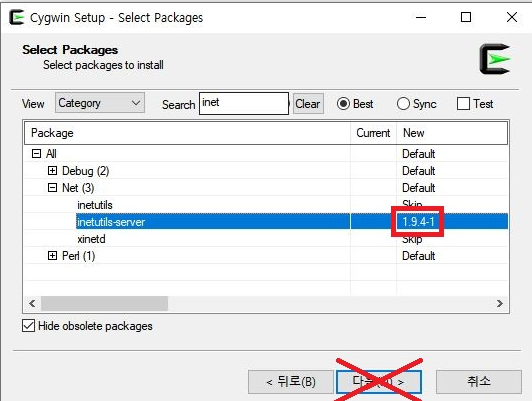 Cygwin Setup - Select Packages
Select Packages
Select packages to install
View Category Search inet Clear Best Sync Test
Package Current New
All Default
Debug (2) Default
Net (3) Default
inetutils Skip
inetutils-server 1.9.4-1
xinetd Skip
Perl (1) Default
Hide obsolete packages
< 뒤로(B) > 취소